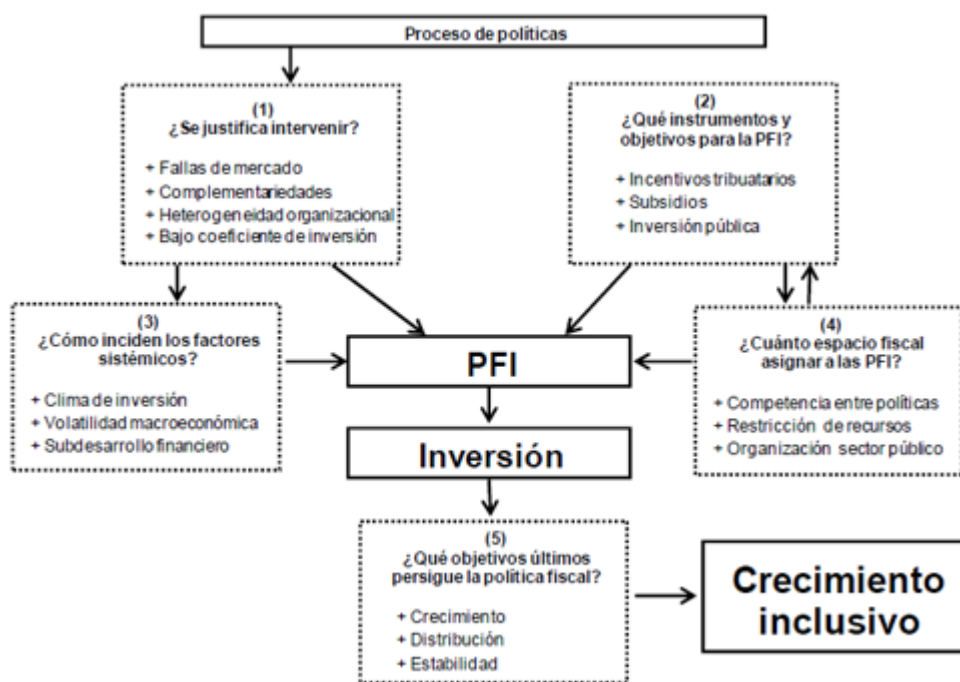 Proceso de políticas
(1)
¿Se justifica intervenir?
+ Fallas de mercado
+ Complementariedades
+ Heterogeneidad organizacional
+ Bajo coeficiente de inversión
(2)
¿Qué instrumentos y
objetivos para la PFI?
+ Incentivos tribuatarios
+ Subsidios
+ Inversión pública
(3)
¿Cómo inciden los factores
sistémicos?
+ Clima de inversión
+ Volatilidad macroeconómica
+ Subdesarrollo financiero
PFI
(4)
¿Cuánto espacio fiscal
asignar a las PFI?
+ Competencia entre políticas
+ Restricción de recursos
+ Organización sector público
Inversión
(5)
¿Qué objetivos últimos
persigue la política fiscal?
+ Crecimiento
+ Distribución
+ Estabilidad
Crecimiento
inclusivo